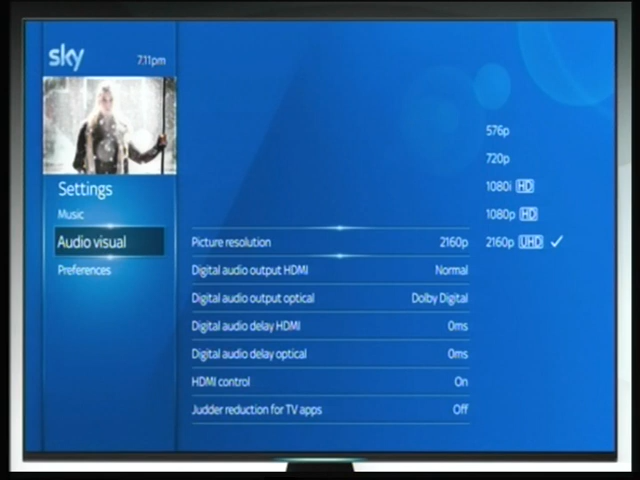 sky
7.11pm
Settings
Music
Audio visual
Preferences
Picture resolution 2160p
Digital audio output HDMI Normal
Digital audio output optical Dolby Digital
Digital audio delay HDMI 0ms
Digital audio delay optical 0ms
HDMI control On
Judder reduction for TV apps Off
576p
720p
1080i HD
1080p HD
2160p UHD